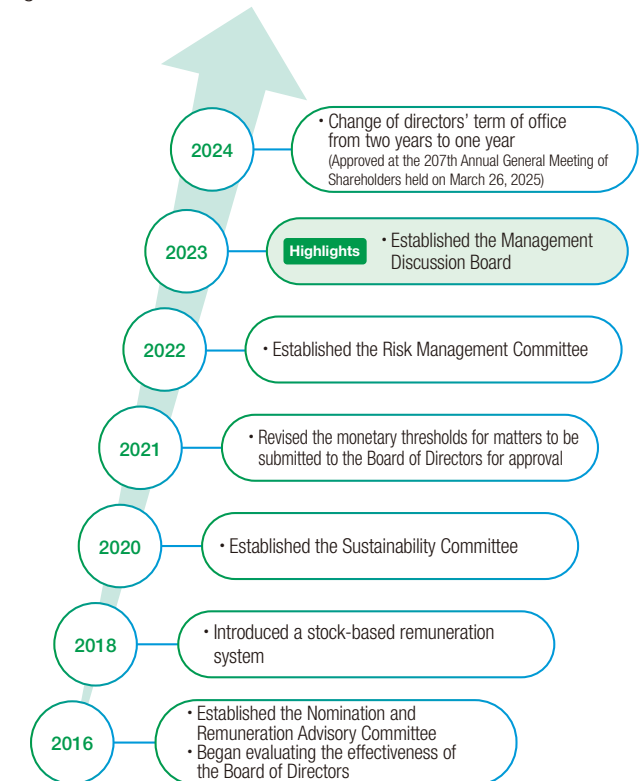 2024
• Change of directors’ term of office
from two years to one year
(Approved at the 207th Annual General Meeting of
Shareholders held on March 26, 2025)
2023
Highlights
• Established the Management
Discussion Board
2022
• Established the Risk Management Committee
2021
• Revised the monetary thresholds for matters to be
submitted to the Board of Directors for approval
2020
• Established the Sustainability Committee
2018
• Introduced a stock-based remuneration
system
2016
• Established the Nomination and
Remuneration Advisory Committee
• Began evaluating the effectiveness of
the Board of Directors